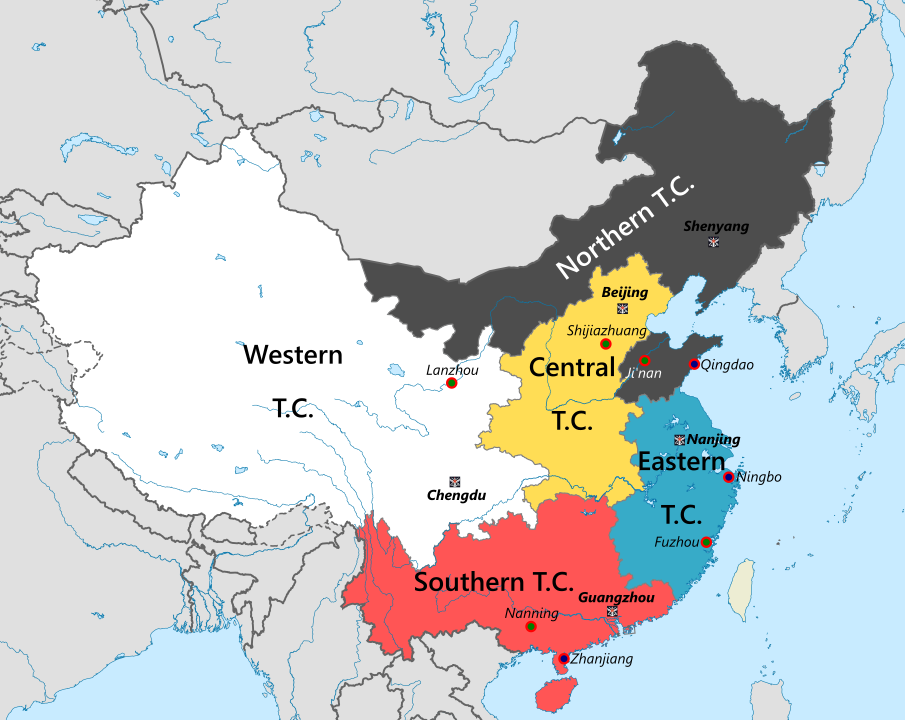 Northern T.C.
Shenyang
Beijing
Shijiazhuang
Western
T.C.
Lanzhou
Central
T.C.
Ji'nan
Qingdao
Nanjing
Eastern
T.C.
Ningbo
Chengdu
Fuzhou
Southern T.C.
Guangzhou
Nanning
Zhanjiang